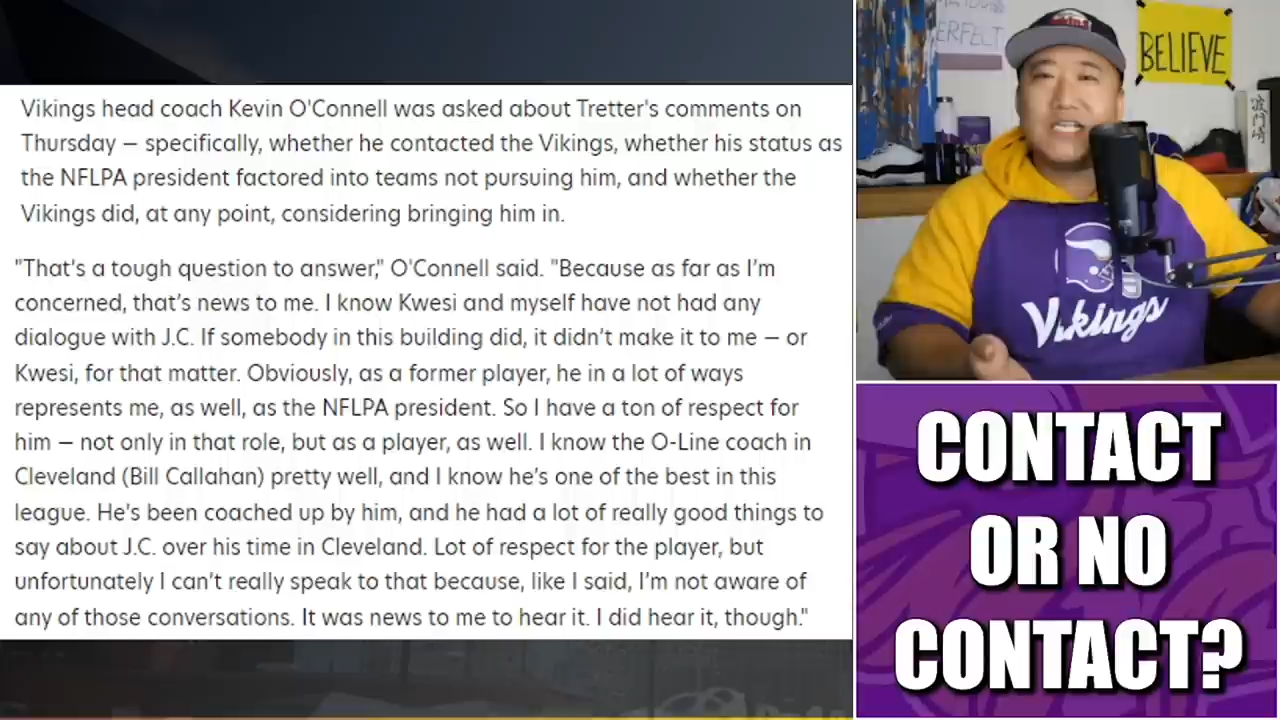 Vikings head coach Kevin O'Connell was asked about Tretter's comments on
Thursday – specifically, whether he contacted the Vikings, whether his status as
the NFLPA president factored into teams not pursuing him, and whether the
Vikings did, at any point, considering bringing him in.
"That's a tough question to answer," O'Connell said. "Because as far as I'm
concerned, that's news to me. I know Kwesi and myself have not had any
dialogue with J.C. If somebody in this building did, it didn't make it to me – or
Kwesi, for that matter. Obviously, as a former player, he in a lot of ways
represents me, as well, as the NFLPA president. So I have a ton of respect for
him – not only in that role, but as a player, as well. I know the O-Line coach in
Cleveland (Bill Callahan) pretty well, and I know he's one of the best in this
league. He's been coached up by him, and he had a lot of really good things to
say about J.C. over his time in Cleveland. Lot of respect for the player, but
unfortunately I can't really speak to that because, like I said, I'm not aware of
any of those conversations. It was news to me to hear it. I did hear it, though."
BELIEVE
Vikings
CONTACT
OR NO
CONTACT?